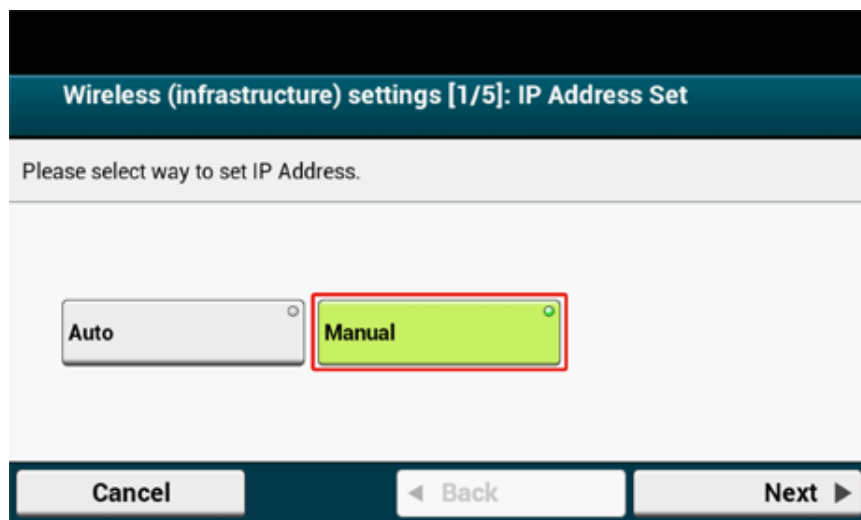 Wireless (infrastructure) settings [1/5]: IP Address Set
Please select way to set IP Address.
Auto
Manual
Cancel
Back
Next